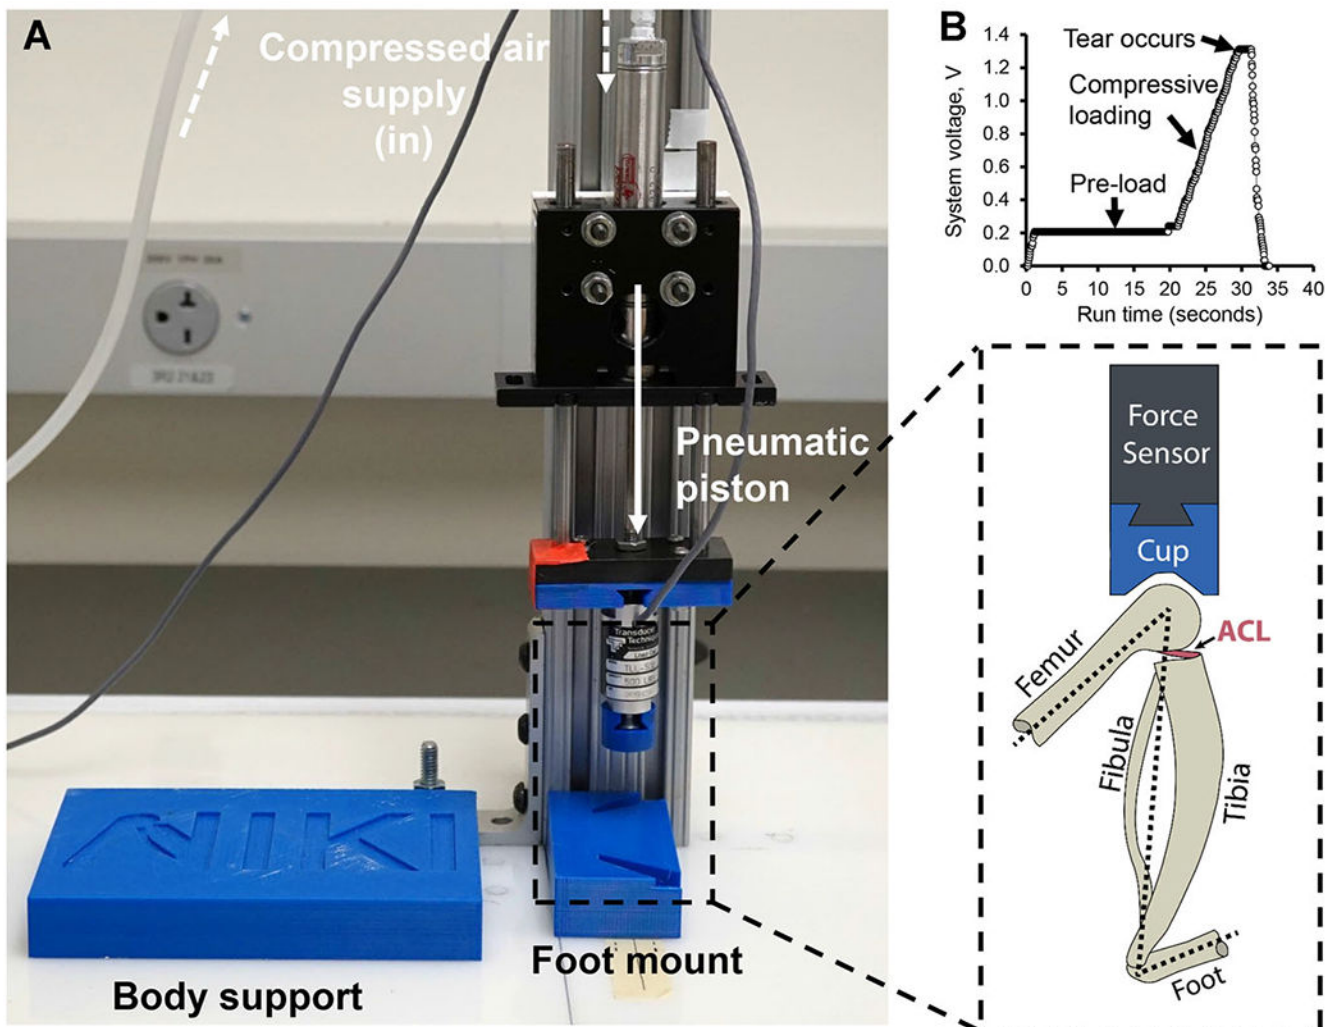 A
Compressed air
supply
(in)
Pneumatic
piston
Transducer
Techniques
NIKI
Body support
Foot mount
B
1.4
1.2
1.0
0.8
0.6
0.4
0.2
0.0
System voltage, V
Tear occurs
Compressive
loading
Pre-load
0
5
10
15
20
25
30
35
40
Run time (seconds)
Force
Sensor
Cup
ACL
Femur
Fibula
Tibia
Foot